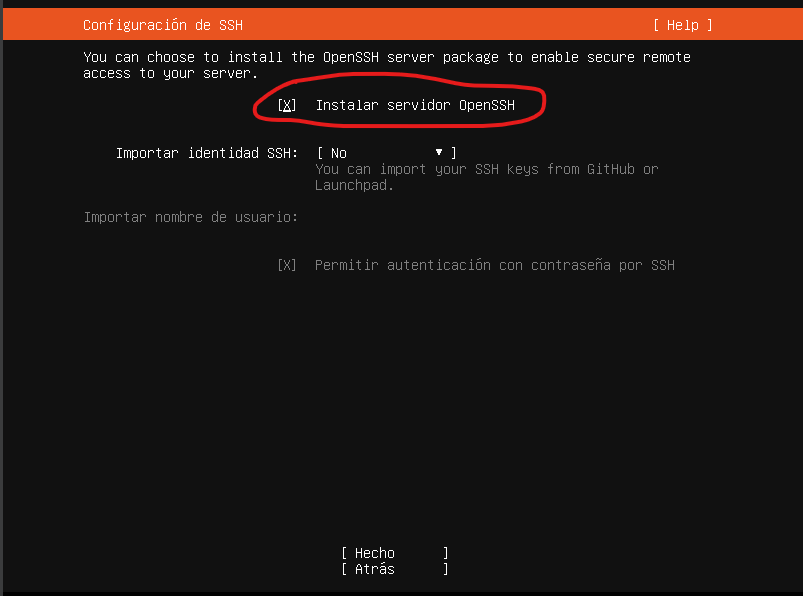 Configuración de SSH [ Help ]
You can choose to install the OpenSSH server package to enable secure remote
access to your server.
[X] Instalar servidor OpenSSH
Importar identidad SSH: [ No ▼ ]
You can import your SSH keys from GitHub or
Launchpad.
Importar nombre de usuario:
[X] Permitir autenticación con contraseña por SSH
[ Hecho ]
[ Atrás ]